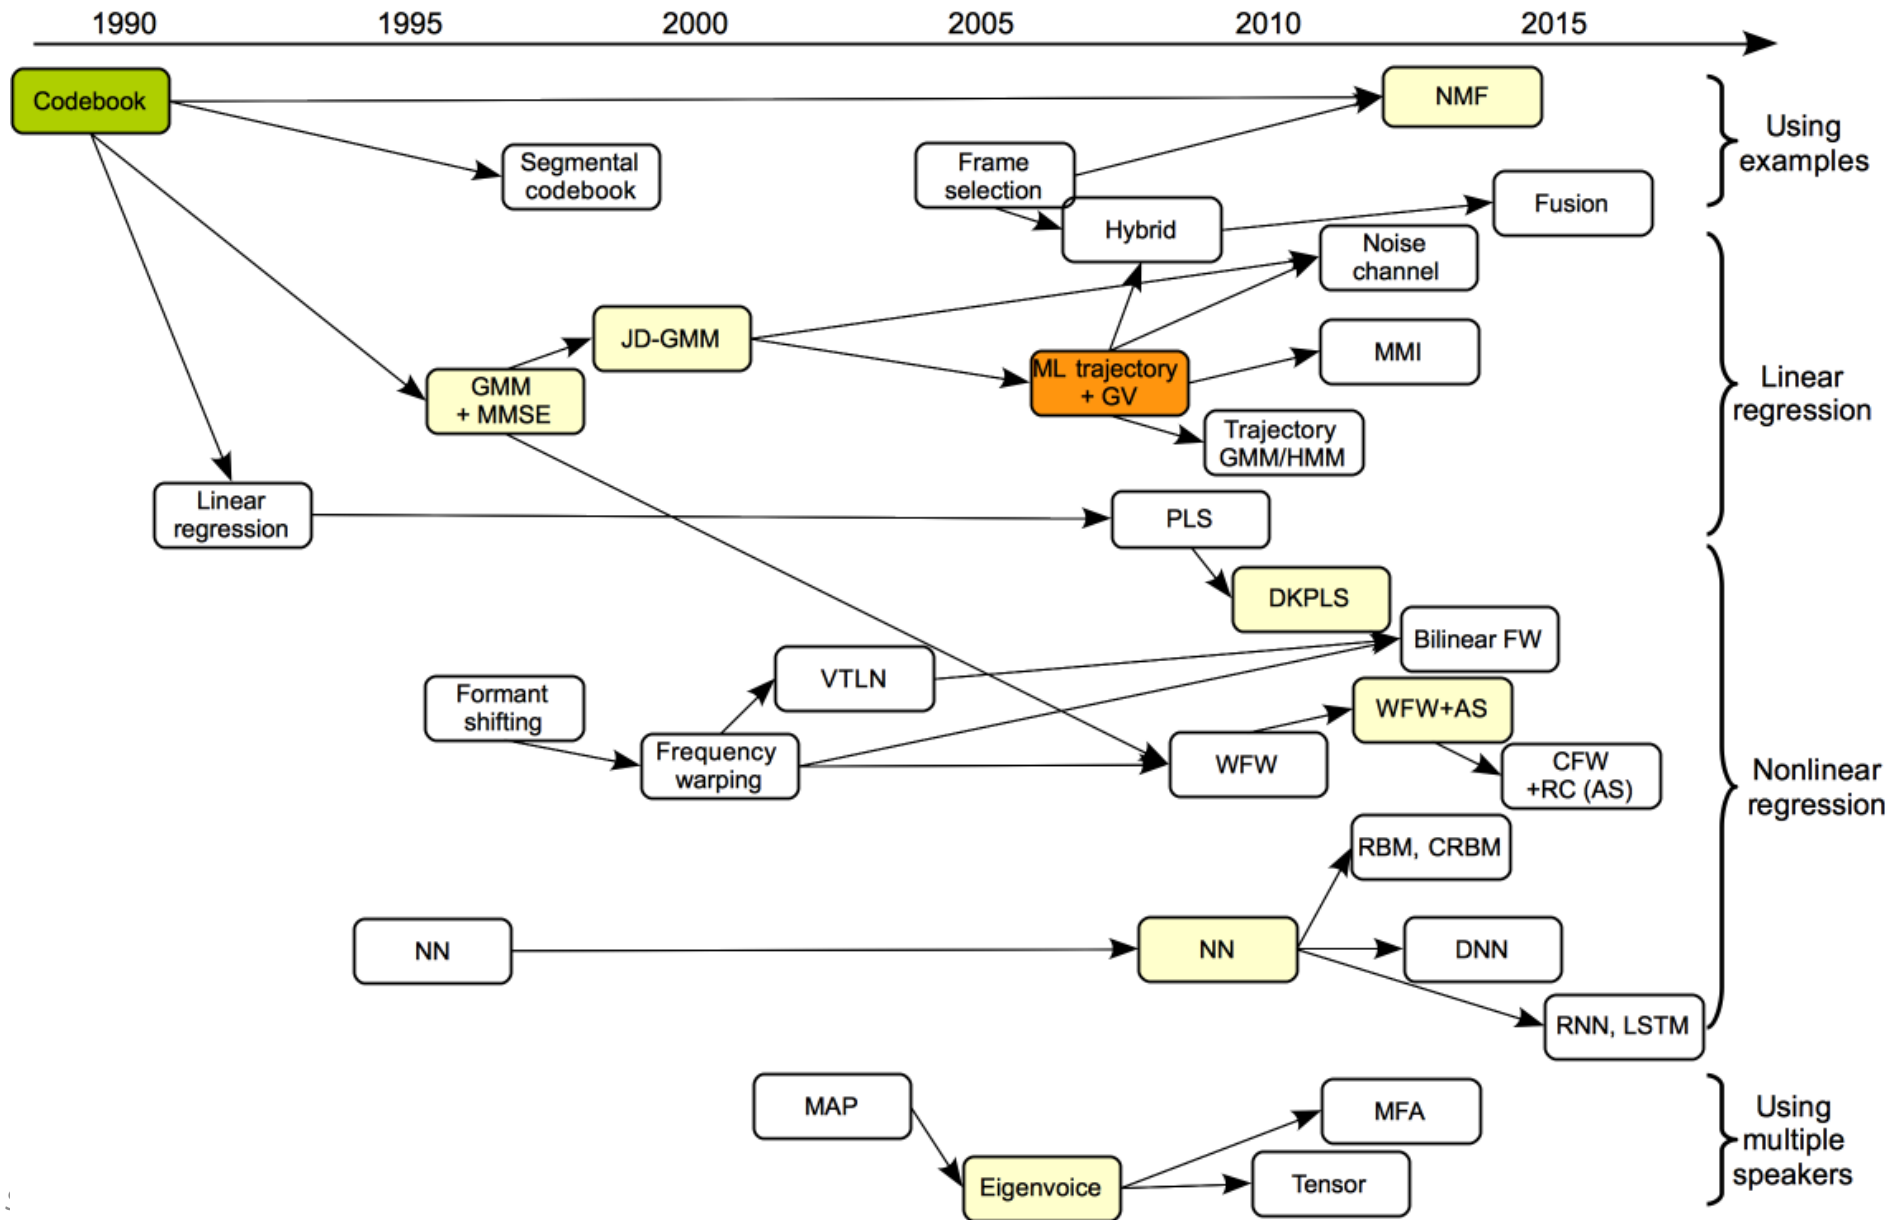 1990 1995 2000 2005 2010 2015
Codebook
NMF
Using
examples
Segmental
codebook
Frame
selection
Fusion
Hybrid
Noise
channel
JD-GMM
MMI
ML trajectory
+ GV
GMM
+ MMSE
Linear
regression
Trajectory
GMM/HMM
Linear
regression
PLS
DKPLS
Bilinear FW
VTLN
Formant
shifting
WFW+AS
Frequency
warping
WFW
CFW
+RC (AS)
Nonlinear
regression
RBM, CRBM
NN
NN
DNN
RNN, LSTM
MAP
MFA
Using
multiple
speakers
Eigenvoice
Tensor